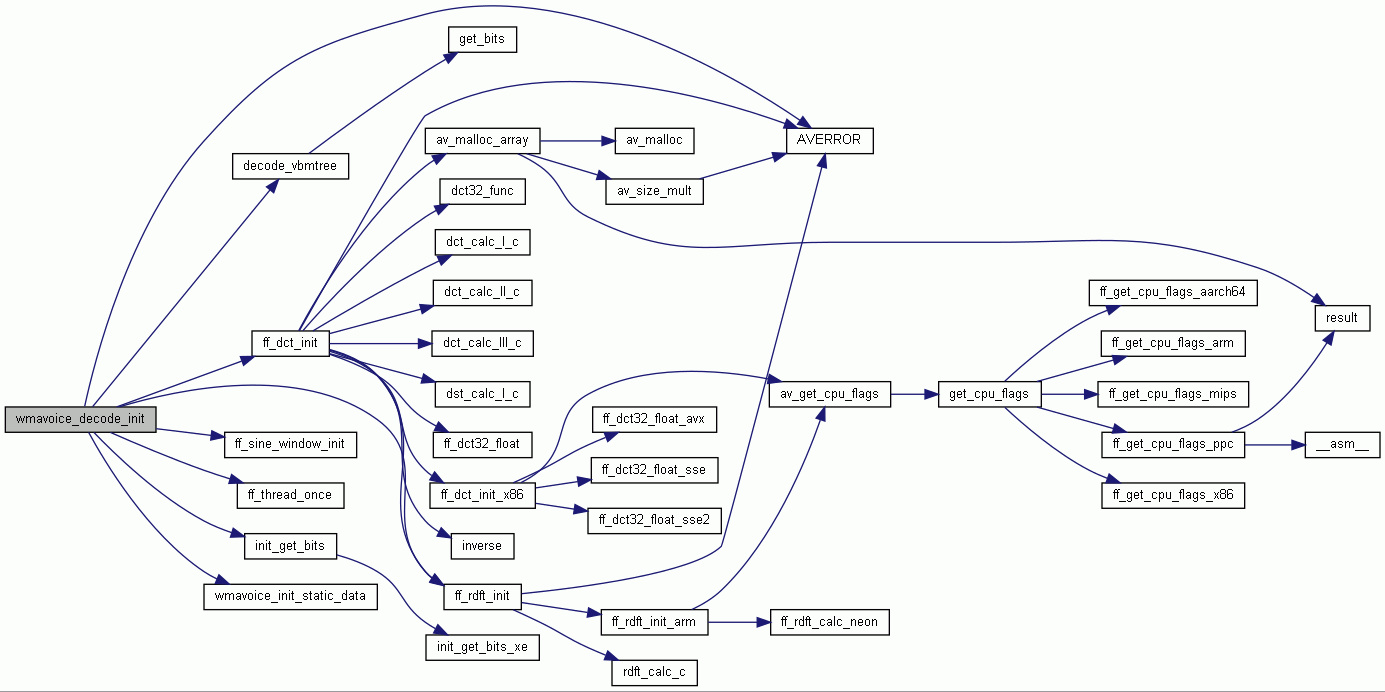 get_bits
AVERROR
av_malloc_array
av_malloc
decode_vbmtree
dct32_func
av_size_mult
dct_calc_I_c
dct_calc_II_c
ff_get_cpu_flags_aarch64
result
ff_dct_init
dct_calc_III_c
ff_get_cpu_flags_arm
dst_calc_I_c
av_get_cpu_flags
get_cpu_flags
ff_get_cpu_flags_mips
wmavoice_decode_init
ff_dct32_float_avx
ff_sine_window_init
ff_dct32_float
ff_get_cpu_flags_ppc
__asm__
ff_dct32_float_sse
ff_thread_once
ff_dct_init_x86
ff_get_cpu_flags_x86
ff_dct32_float_sse2
init_get_bits
inverse
wmavoice_init_static_data
ff_rdft_init
ff_rdft_init_arm
ff_rdft_calc_neon
init_get_bits_xe
rdft_calc_c